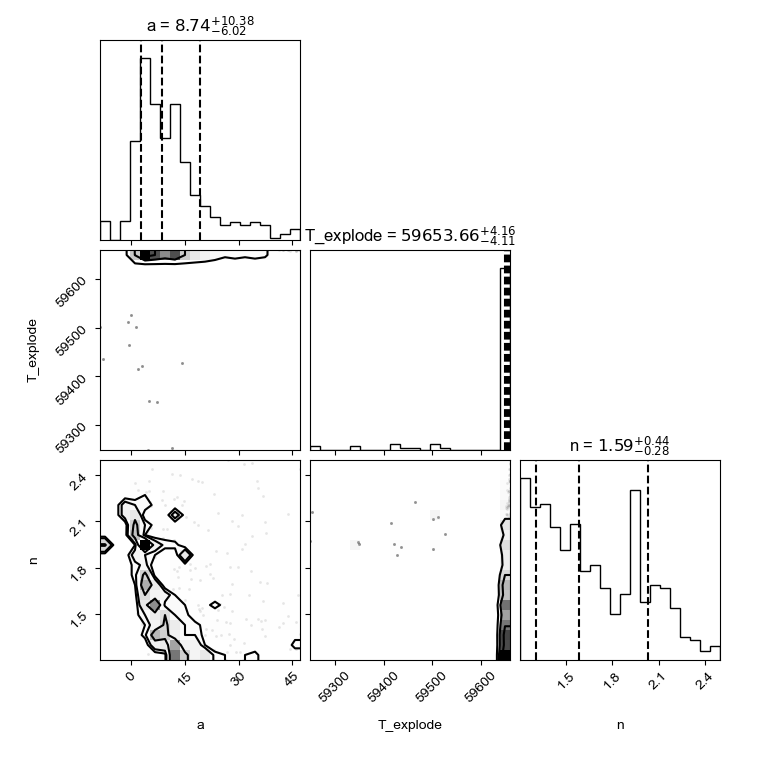 a = 8.74+10.38−6.02
T_explode = 59653.66+4.16−4.11
T_explode
59600
59500
59400
59300
n = 1.59+0.44−0.28
n
2.4
2.1
1.8
1.5
0
15
30
45
59300
59400
59500
59600
1.5
1.8
2.1
2.4
a
T_explode
n